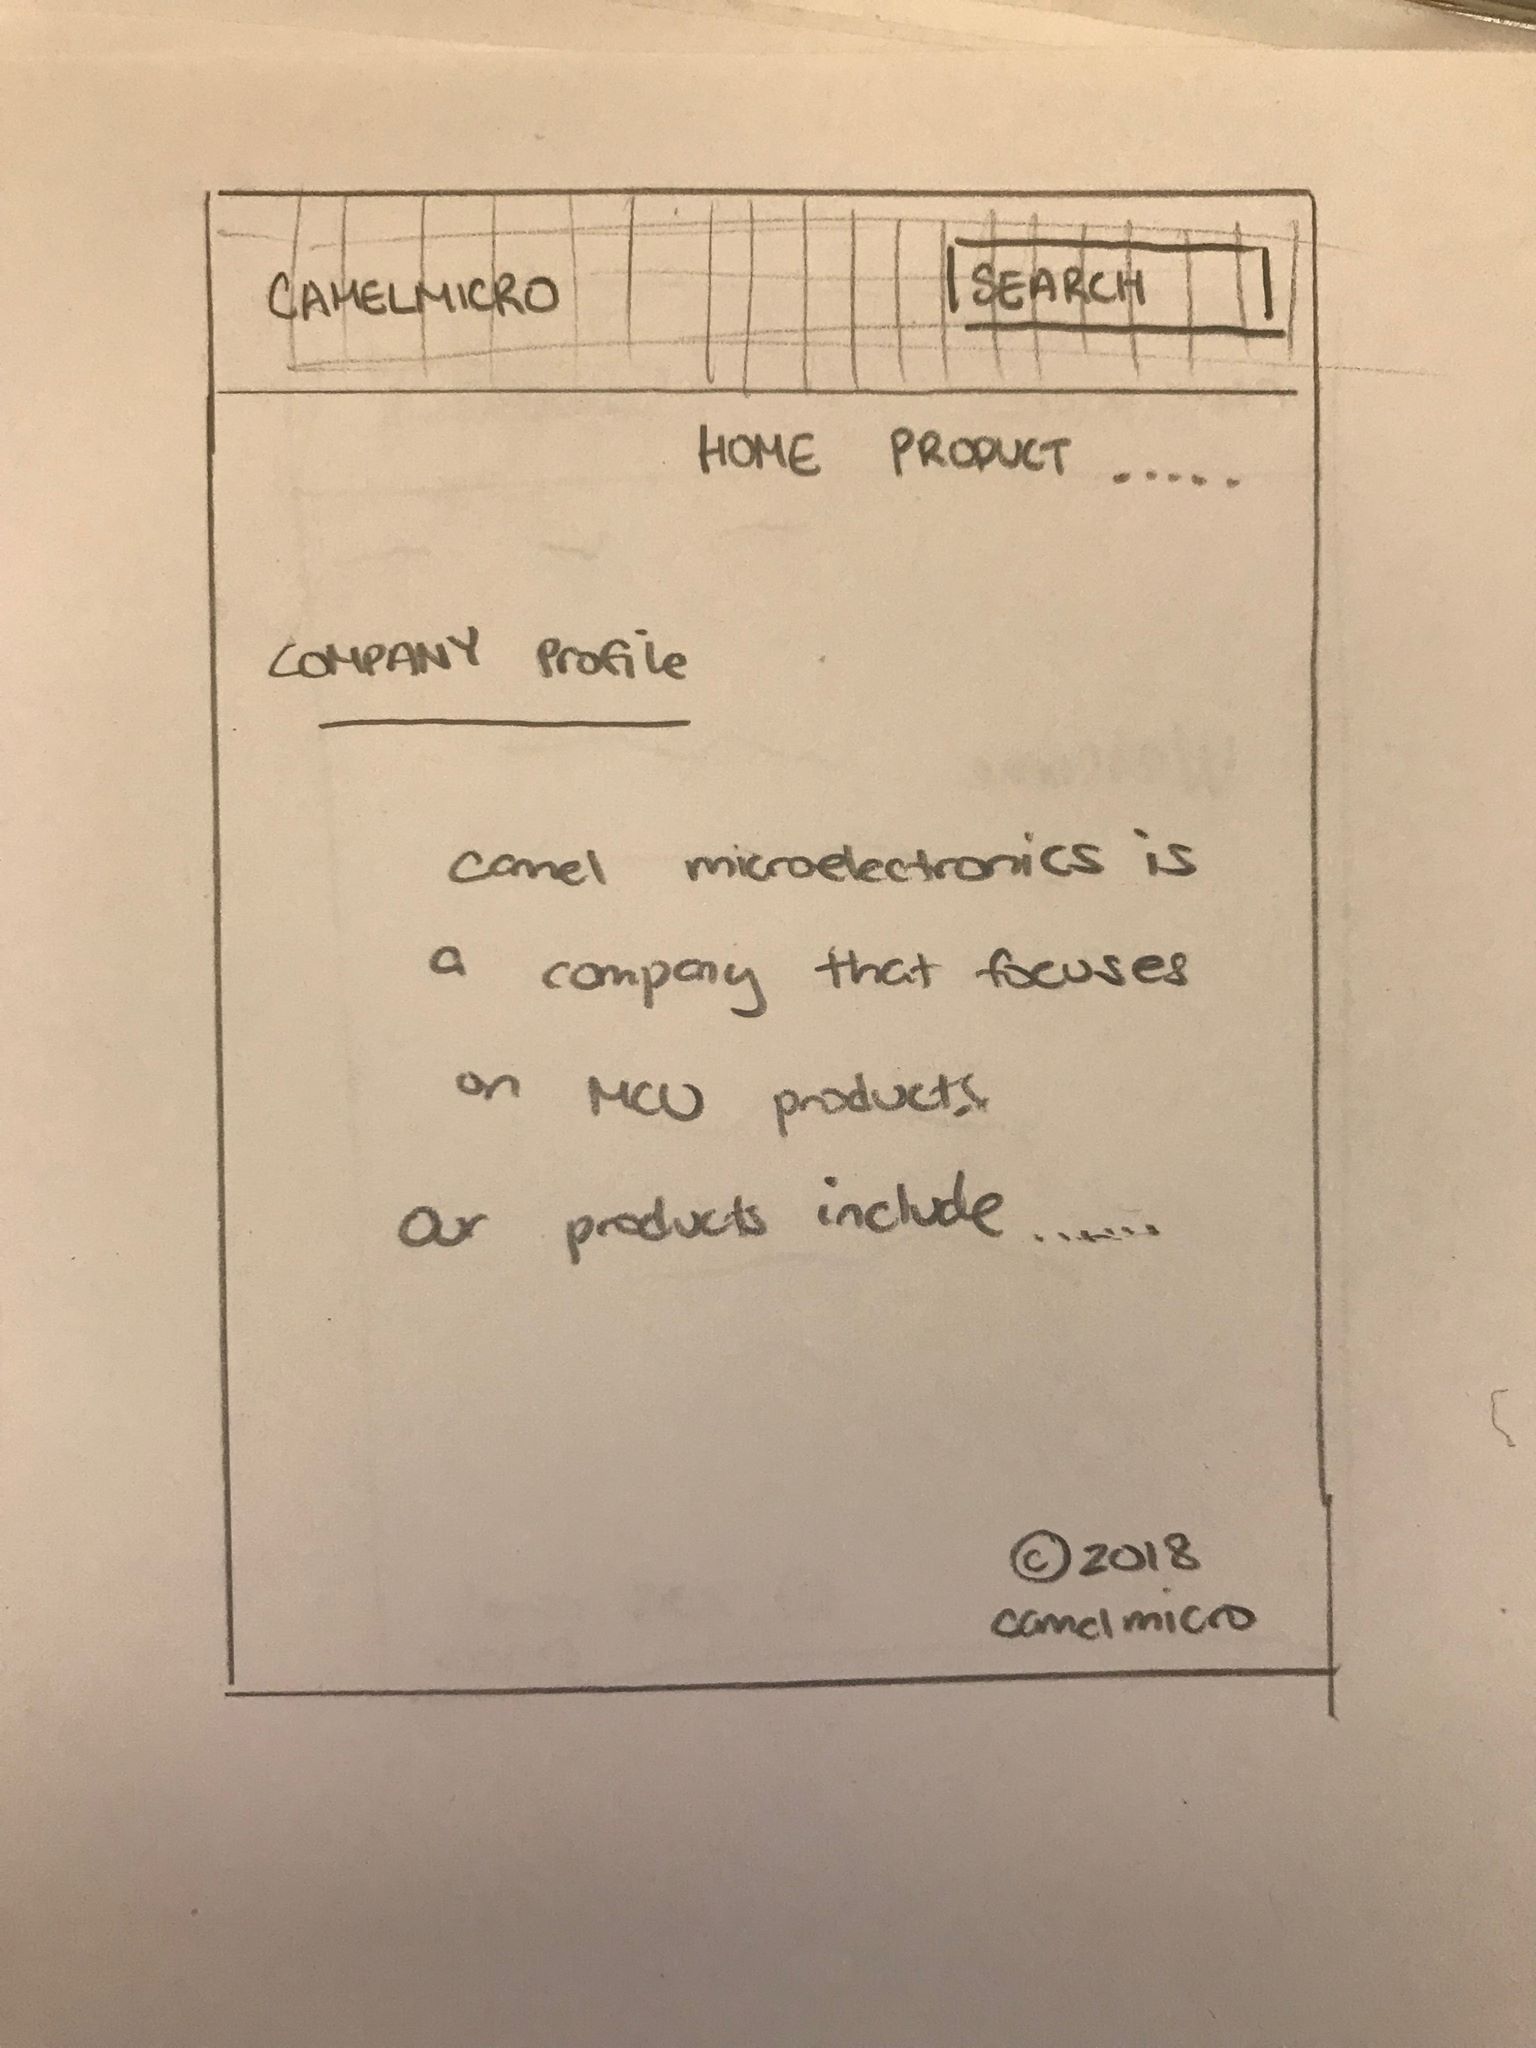 CAMELMICRO SEARCH
HOME PRODUCT .....
COMPANY Profile
camel microelectronics is
a company that focuses
on MCU products
Our products include ......
©2018
camelmicro